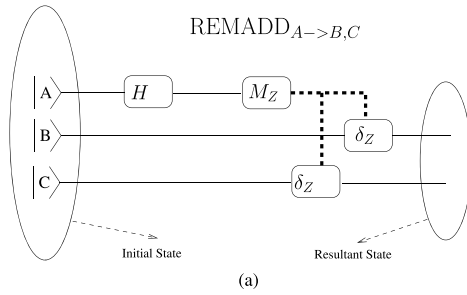 REMADD_{A->B,C}
|A⟩ H M_Z
|B⟩ δ_Z
|C⟩ δ_Z
Initial State Resultant State
(a)